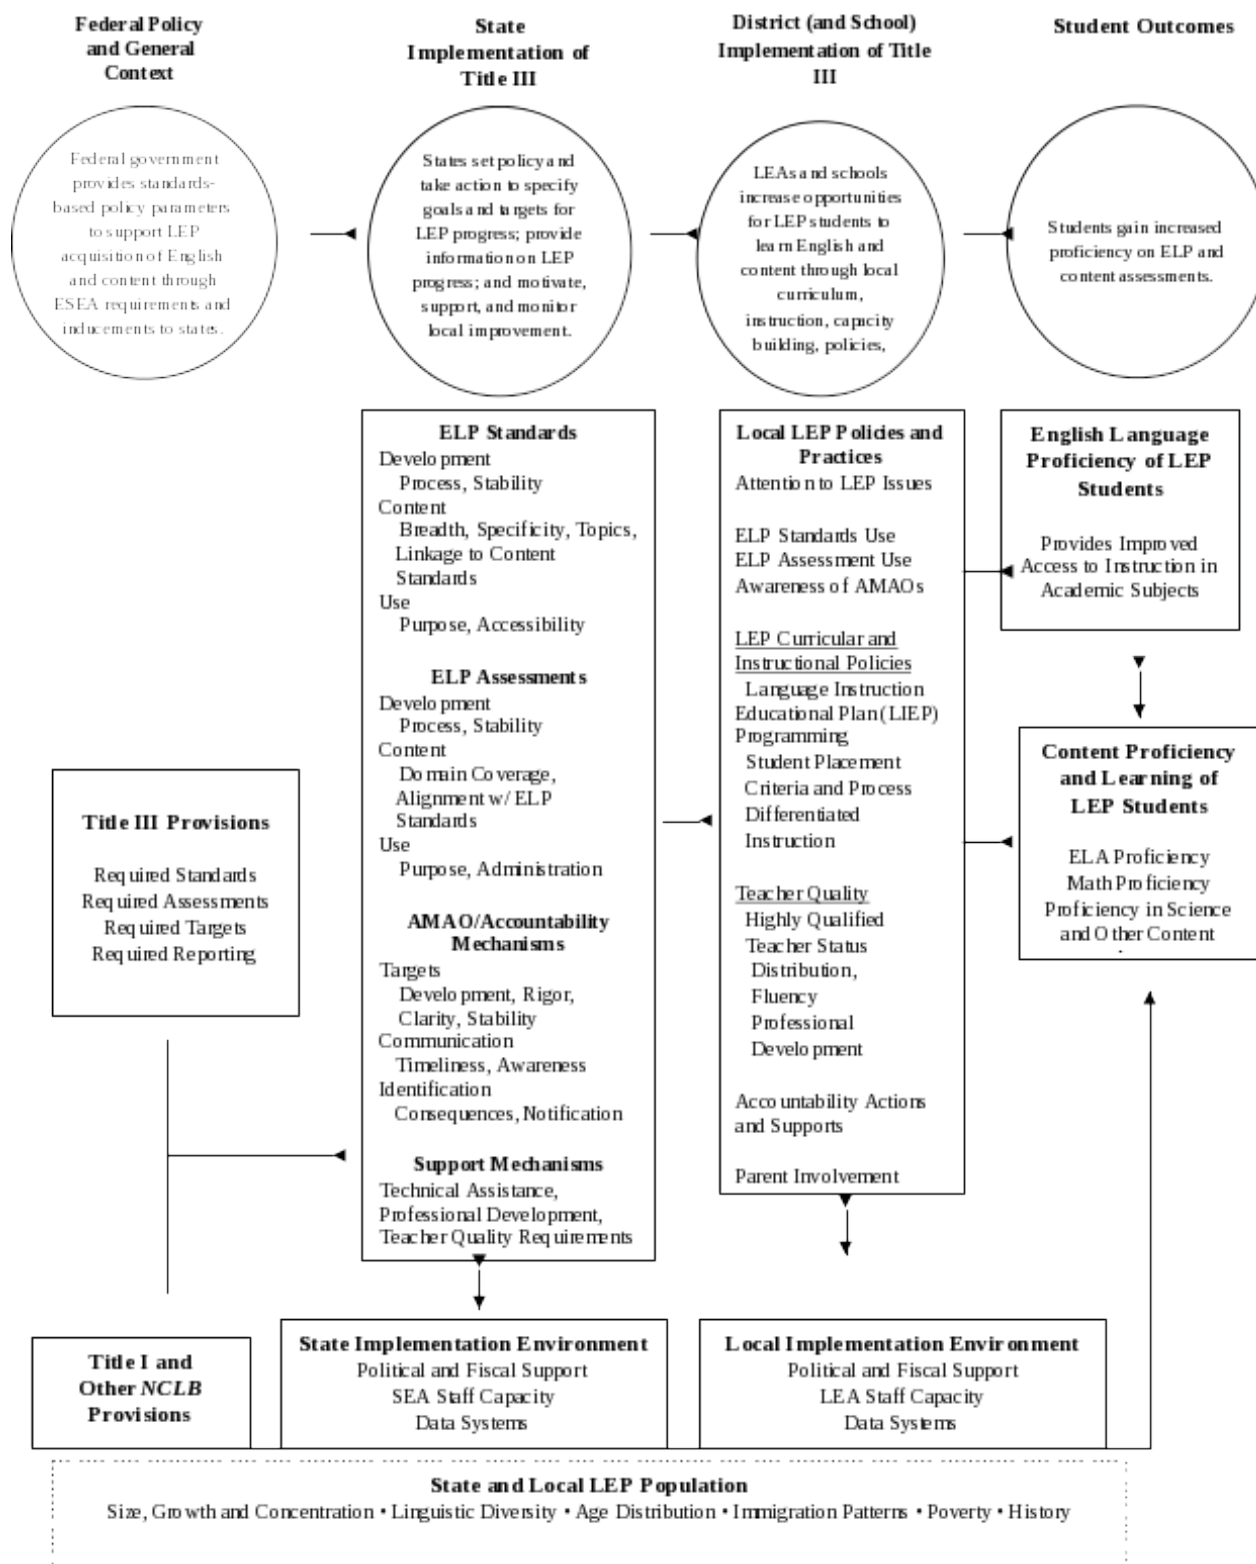 Federal Policy
and General
Context
State
Implementation of
Title III
District (and School)
Implementation of Title
III
Student Outcomes
Federal government
provides standards-
based policy parameters
to support LEP
acquisition of English
and content through
ESEA requirements and
inducements to states.
States set policy and
take action to specify
goals and targets for
LEP progress; provide
information on LEP
progress; and motivate,
support, and monitor
local improvement.
LEAs and schools
increase opportunities
for LEP students to
learn English and
content through local
curriculum,
instruction, capacity
building, policies,
Students gain increased
proficiency on ELP and
content assessments.
Title III Provisions
Required Standards
Required Assessments
Required Targets
Required Reporting
ELP Standards
Development
Process, Stability
Content
Breadth, Specificity, Topics,
Linkage to Content
Standards
Use
Purpose, Accessibility
ELP Assessments
Development
Process, Stability
Content
Domain Coverage,
Alignment w/ ELP
Standards
Use
Purpose, Administration
AMAO/Accountability
Mechanisms
Targets
Development, Rigor,
Clarity, Stability
Communication
Timeliness, Awareness
Identification
Consequences, Notification
Support Mechanisms
Technical Assistance,
Professional Development,
Teacher Quality Requirements
Local LEP Policies and
Practices
Attention to LEP Issues
ELP Standards Use
ELP Assessment Use
Awareness of AMAOs
LEP Curricular and
Instructional Policies
Language Instruction
Educational Plan (LIEP)
Programming
Student Placement
Criteria and Process
Differentiated
Instruction
Teacher Quality
Highly Qualified
Teacher Status
Distribution,
Fluency
Professional
Development
Accountability Actions
and Supports
Parent Involvement
English Language
Proficiency of LEP
Students
Provides Improved
Access to Instruction in
Academic Subjects
Content Proficiency
and Learning of
LEP Students
ELA Proficiency
Math Proficiency
Proficiency in Science
and Other Content
Title I and
Other NCLB
Provisions
State Implementation Environment
Political and Fiscal Support
SEA Staff Capacity
Data Systems
Local Implementation Environment
Political and Fiscal Support
LEA Staff Capacity
Data Systems
State and Local LEP Population
Size, Growth and Concentration • Linguistic Diversity • Age Distribution • Immigration Patterns • Poverty • History